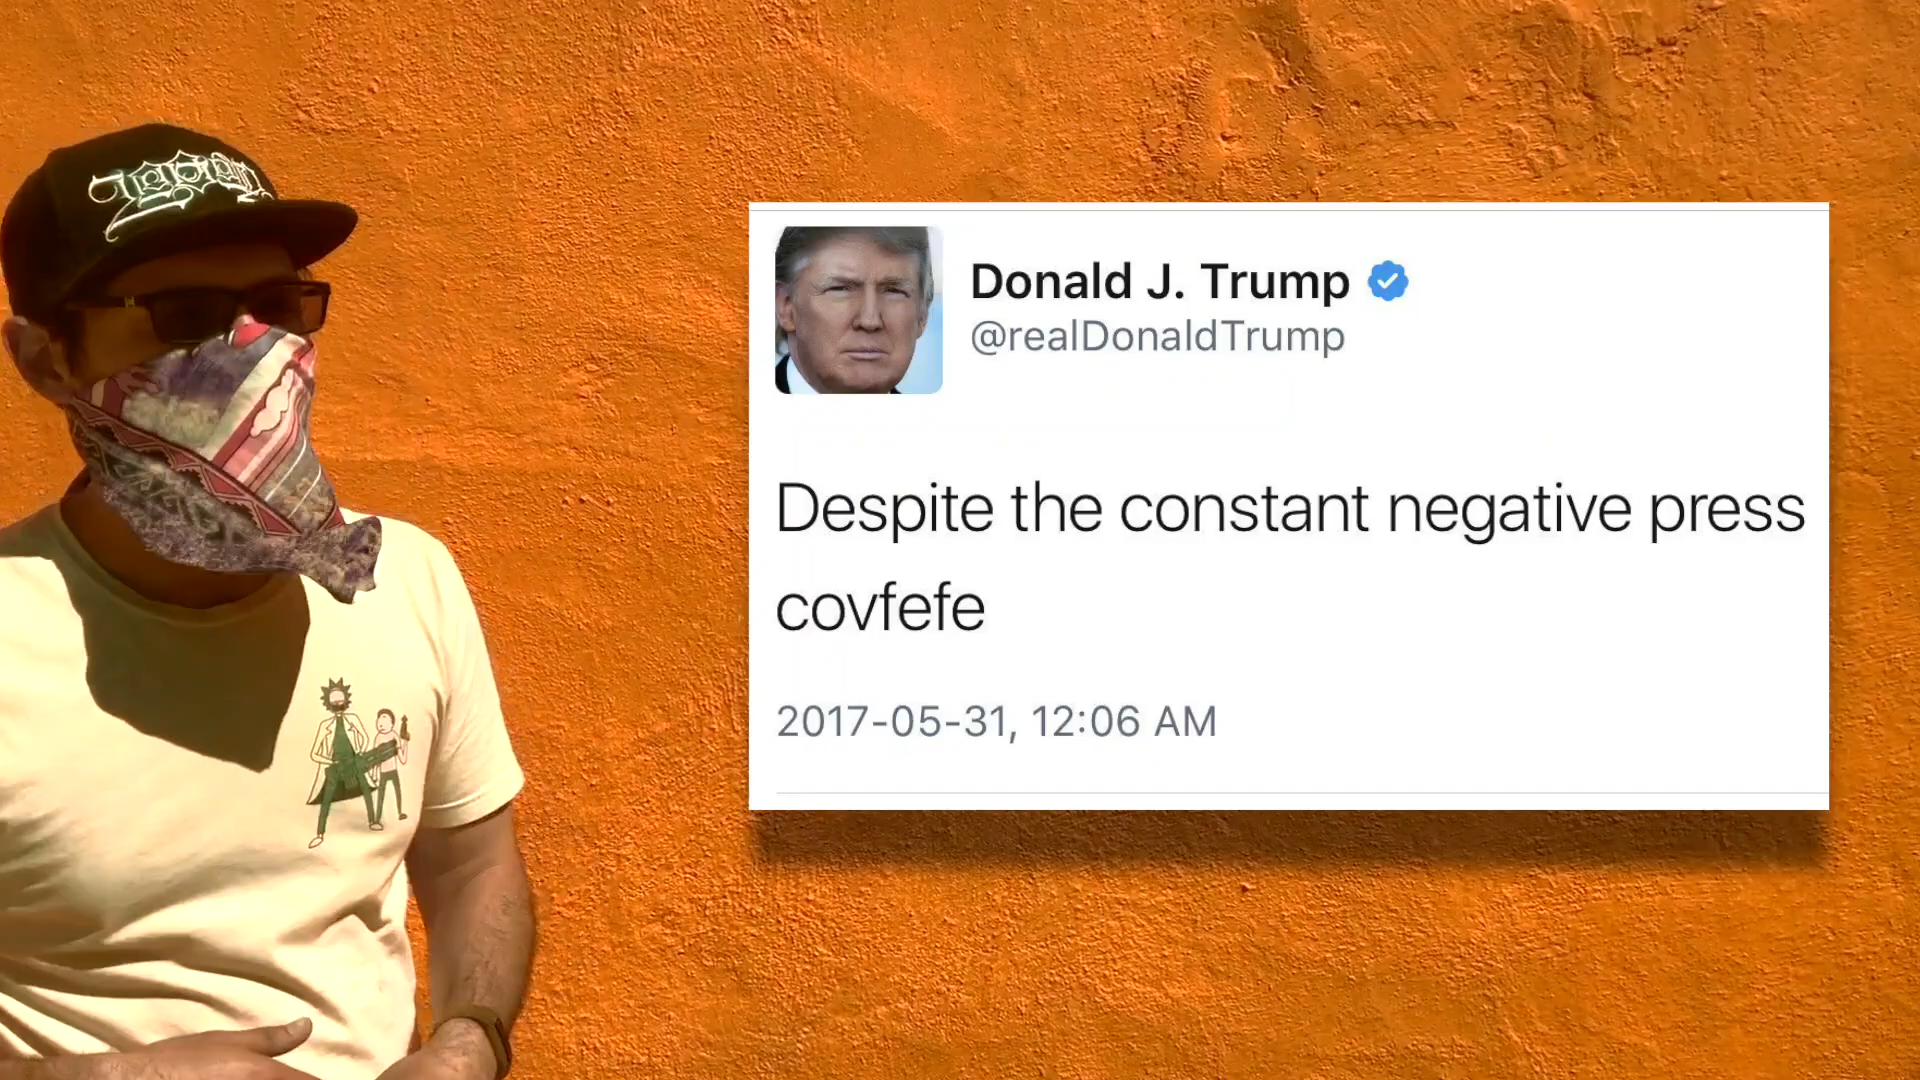 Donald J. Trump
@realDonaldTrump
Despite the constant negative press
covfefe
2017-05-31, 12:06 AM